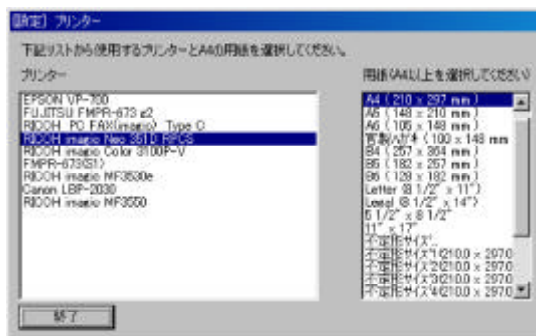 [設定] プリンター
下記リストから使用するプリンターとA4の用紙を選択してください。
プリンター
EPSON VP-700
FUJITSU FMPR-673 #2
RICOH PC FAX(imagio) Type C
RICOH imagio Neo 3510 RPCS
RICOH imagio Color 3100P-V
FMPR-673(S1)
RICOH imagio MF3530e
Canon LBP-2030
RICOH imagio MF3550
用紙(A4以上を選択してください)
A4 (210 x 297 mm)
A5 (148 x 210 mm)
A6 (105 x 148 mm)
官製ハガキ (100 x 148 mm
B4 (257 x 364 mm)
B5 (182 x 257 mm)
B6 (128 x 182 mm)
Letter (8 1/2" x 11")
Legal (8 1/2" x 14")
5 1/2" x 8 1/2"
11" x 17"
不定形サイズ..
不定形サイズ1(210.0 x 297.0
不定形サイズ2(210.0 x 297.0
不定形サイズ3(210.0 x 297.0
不定形サイズ4(210.0 x 297.0
終了